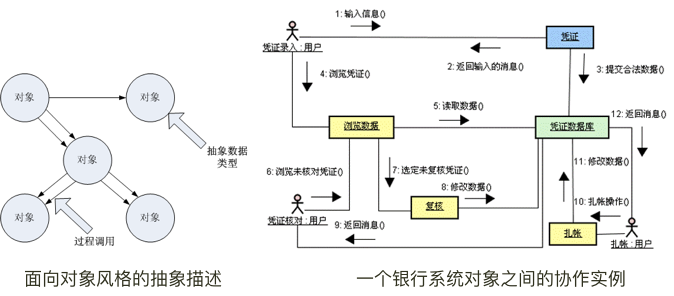 1: 输入信息()
凭证录入 : 用户
凭证
2: 返回输入的消息()
3: 提交合法数据()
4: 浏览凭证()
5: 读取数据()
12: 返回消息()
浏览数据
凭证数据库
对象
对象
抽象数据
类型
对象
对象
对象
过程调用
6: 浏览未核对凭证()
7: 选定未复核凭证()
8: 修改数据()
11: 修改数据()
10: 扎帐操作()
复核
凭证核对 : 用户
9: 返回消息()
扎帐
扎帐 : 用户
面向对象风格的抽象描述
一个银行系统对象之间的协作实例